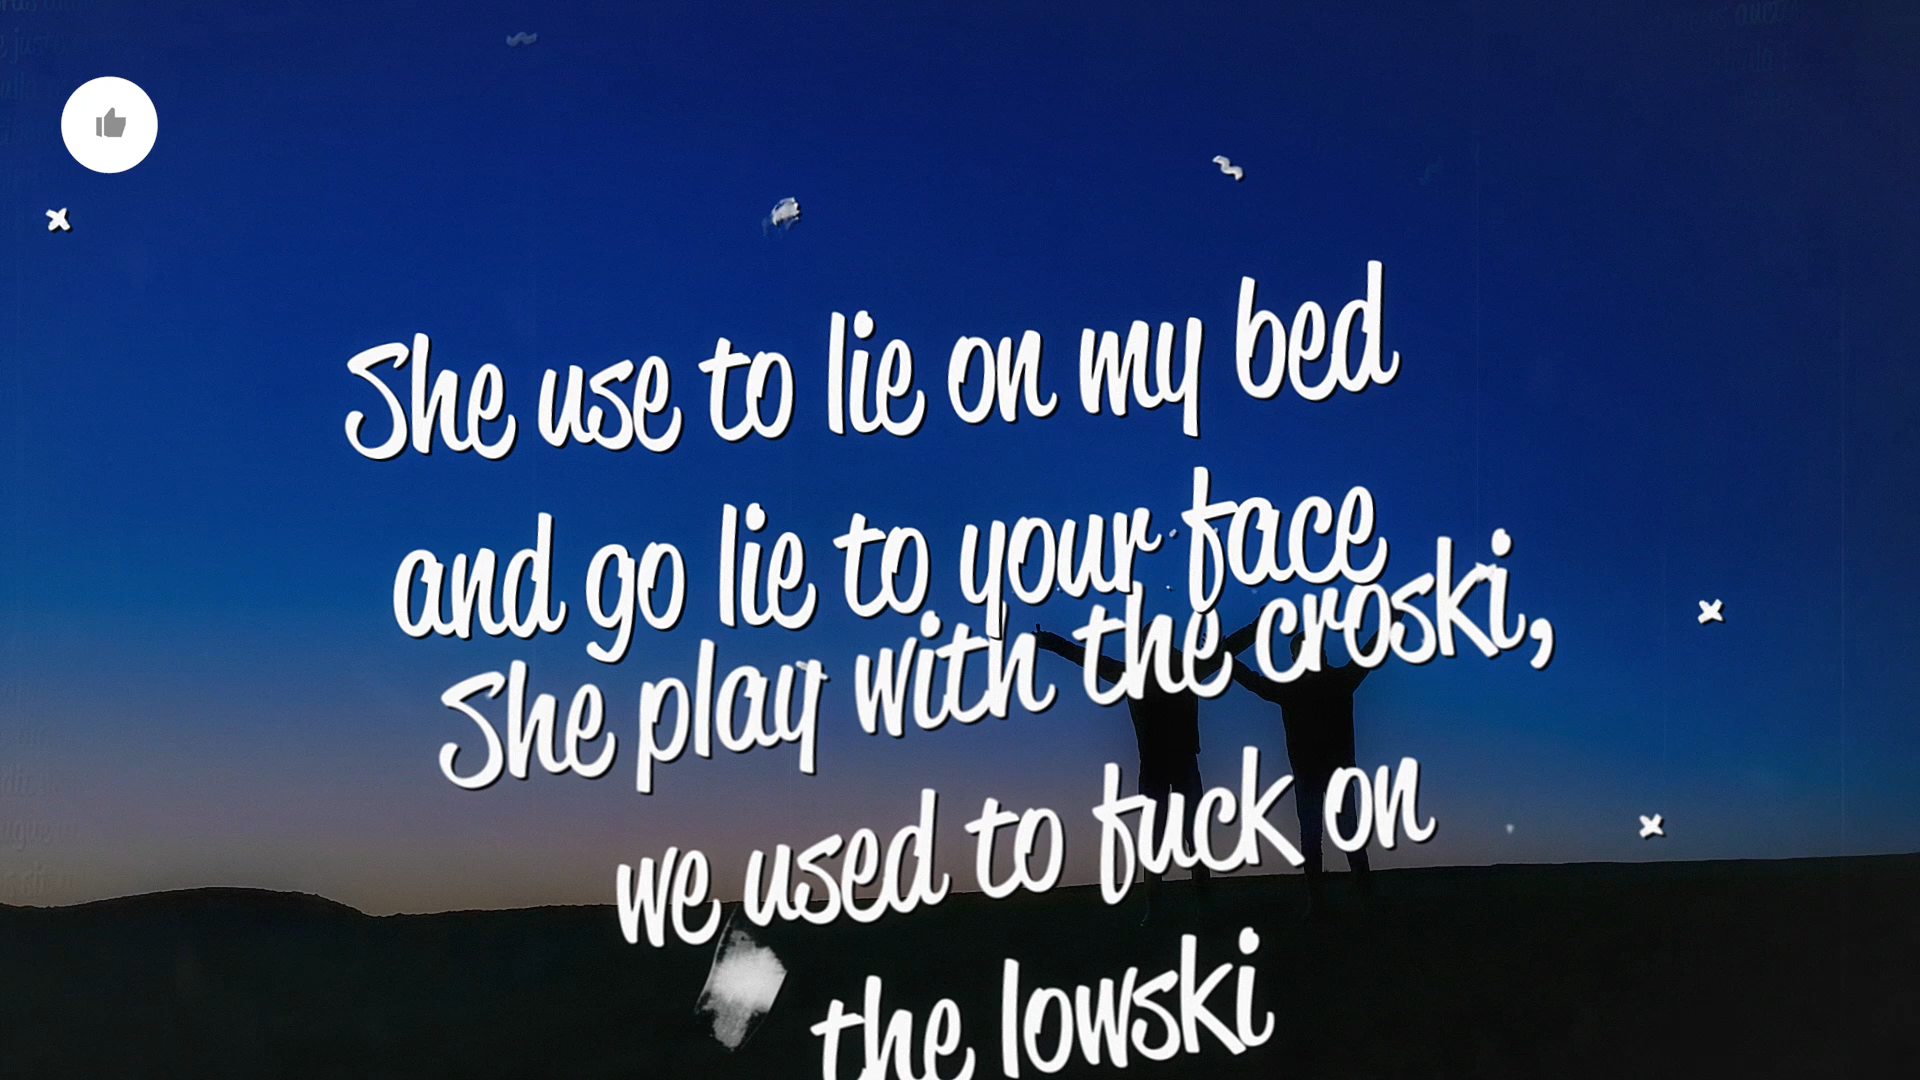 She use to lie on my bed
and go lie to your face
She play with the croski,
we used to fuck on
the lowski